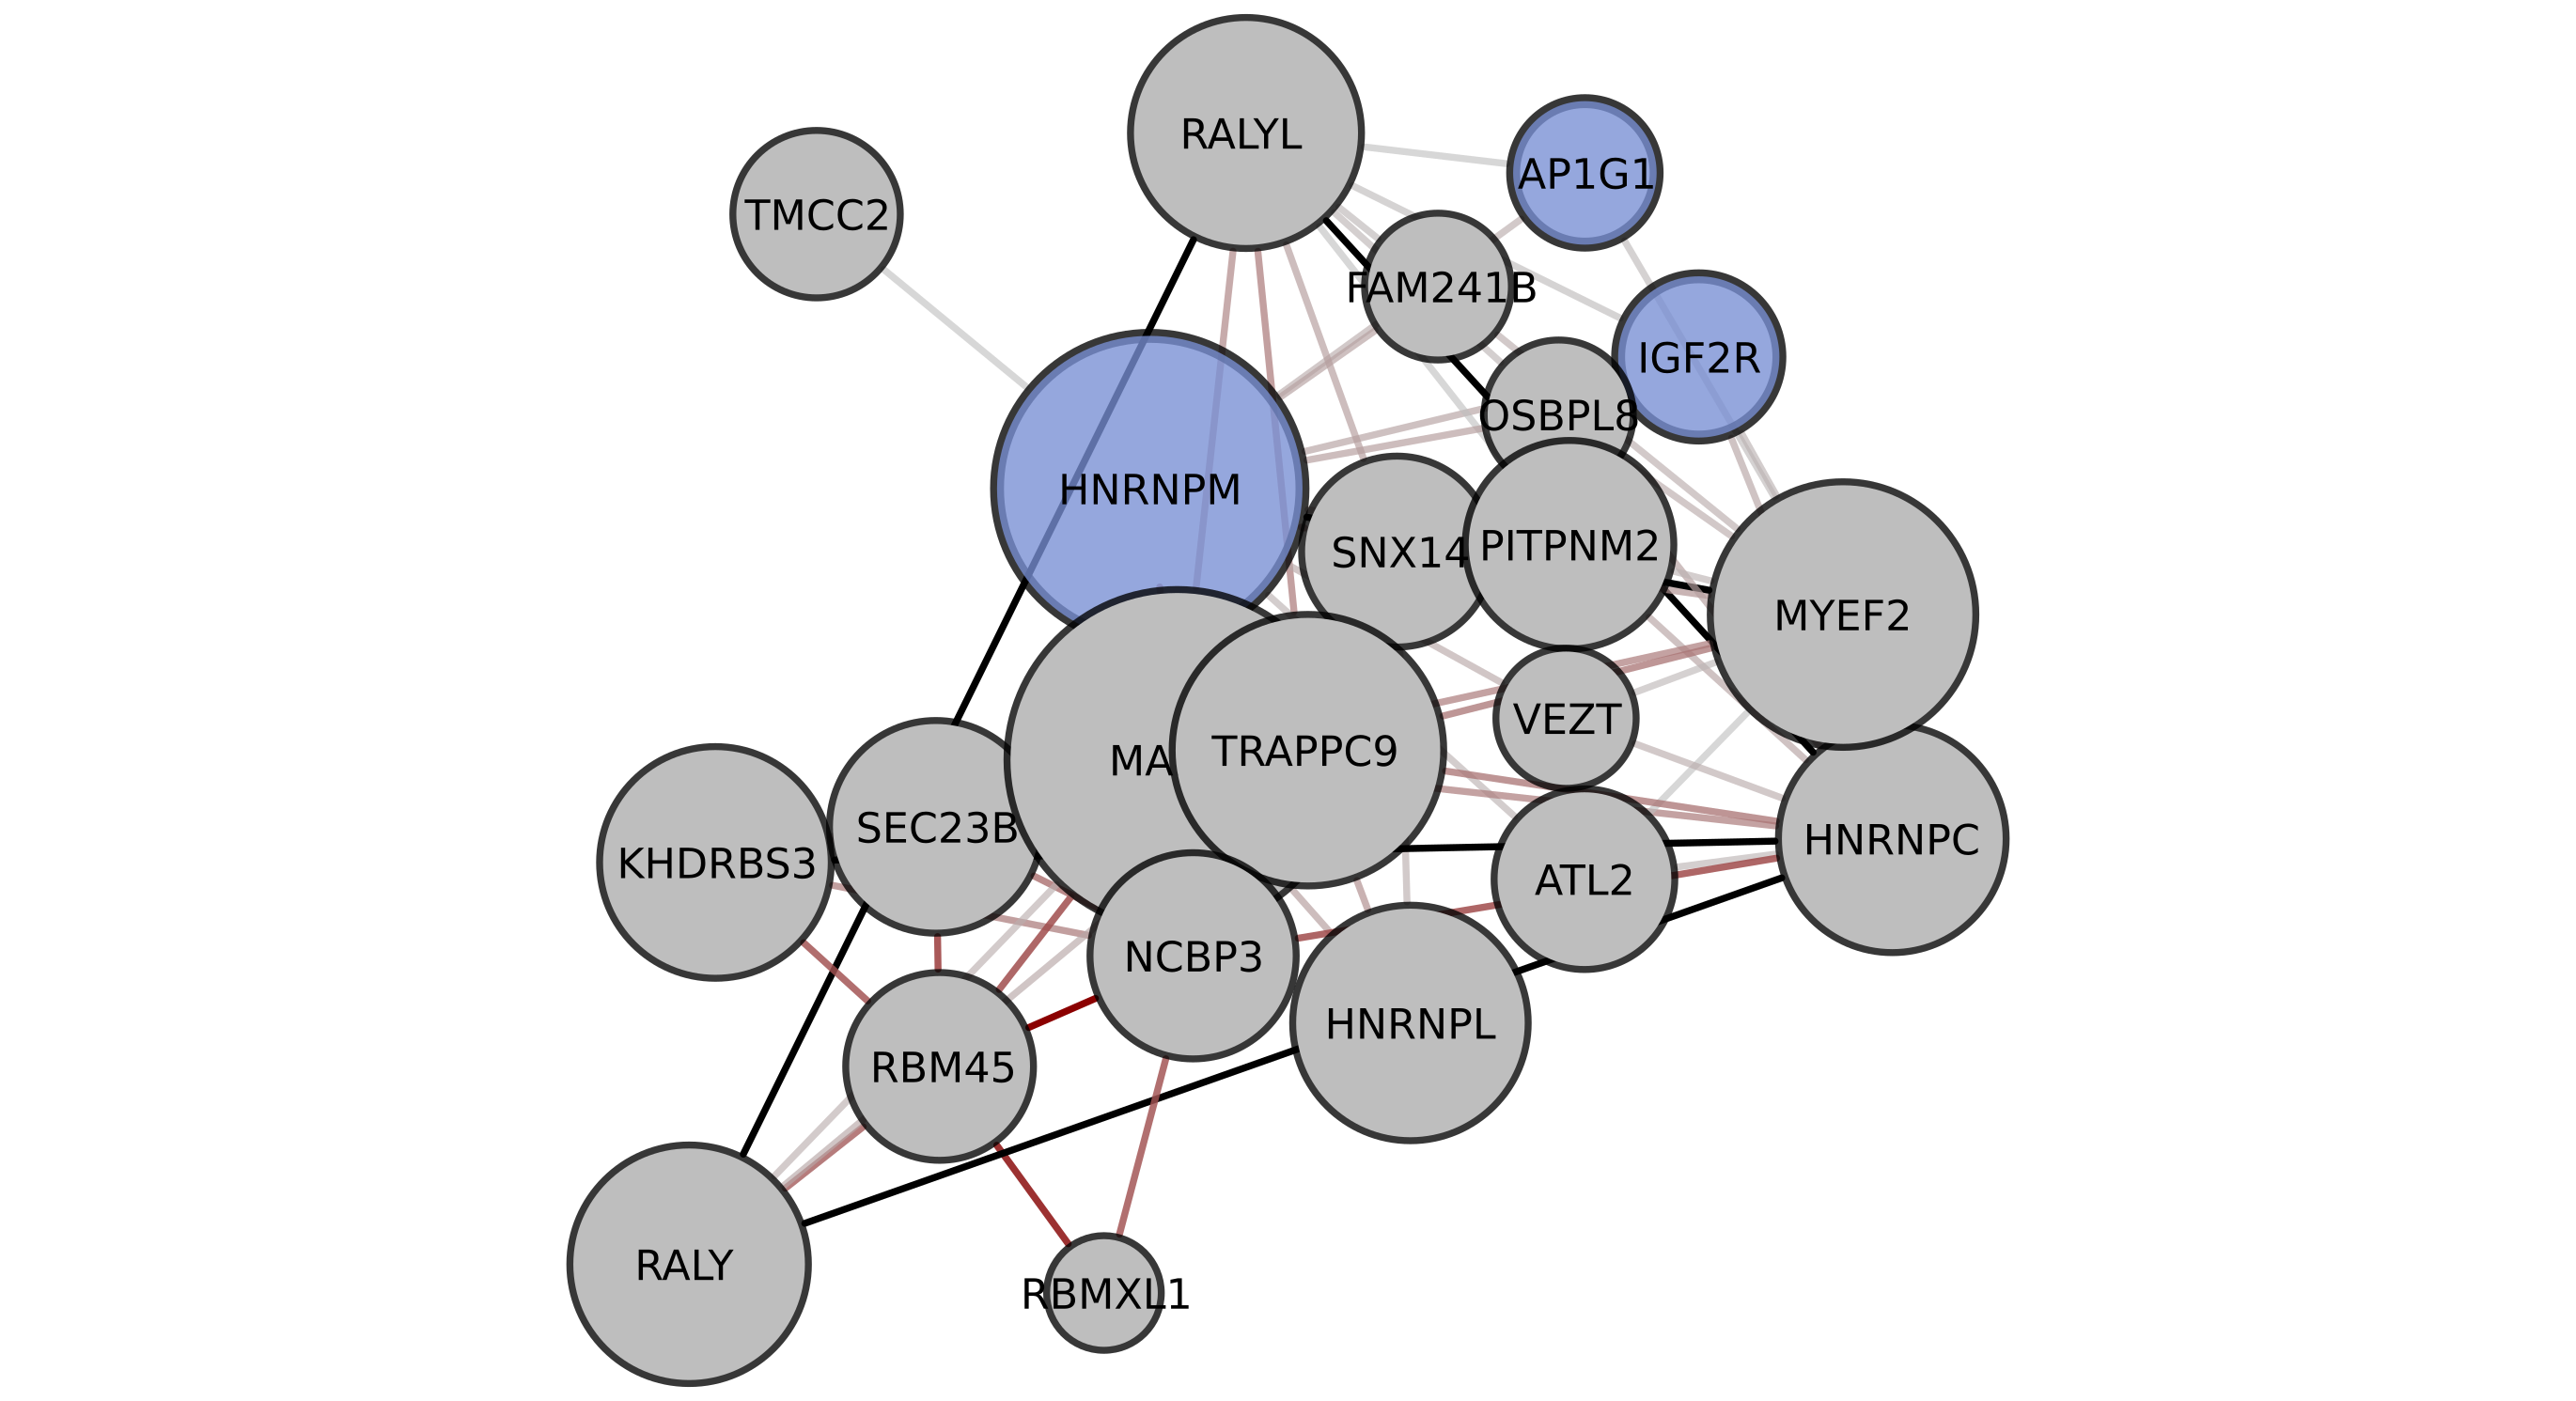 RALYL
AP1G1
TMCC2
FAM241B
IGF2R
OSBPL8
HNRNPM
SNX14
PITPNM2
MYEF2
VEZT
TRAPPC9
MA
SEC23B
HNRNPC
KHDRBS3
ATL2
NCBP3
HNRNPL
RBM45
RALY
RBMXL1